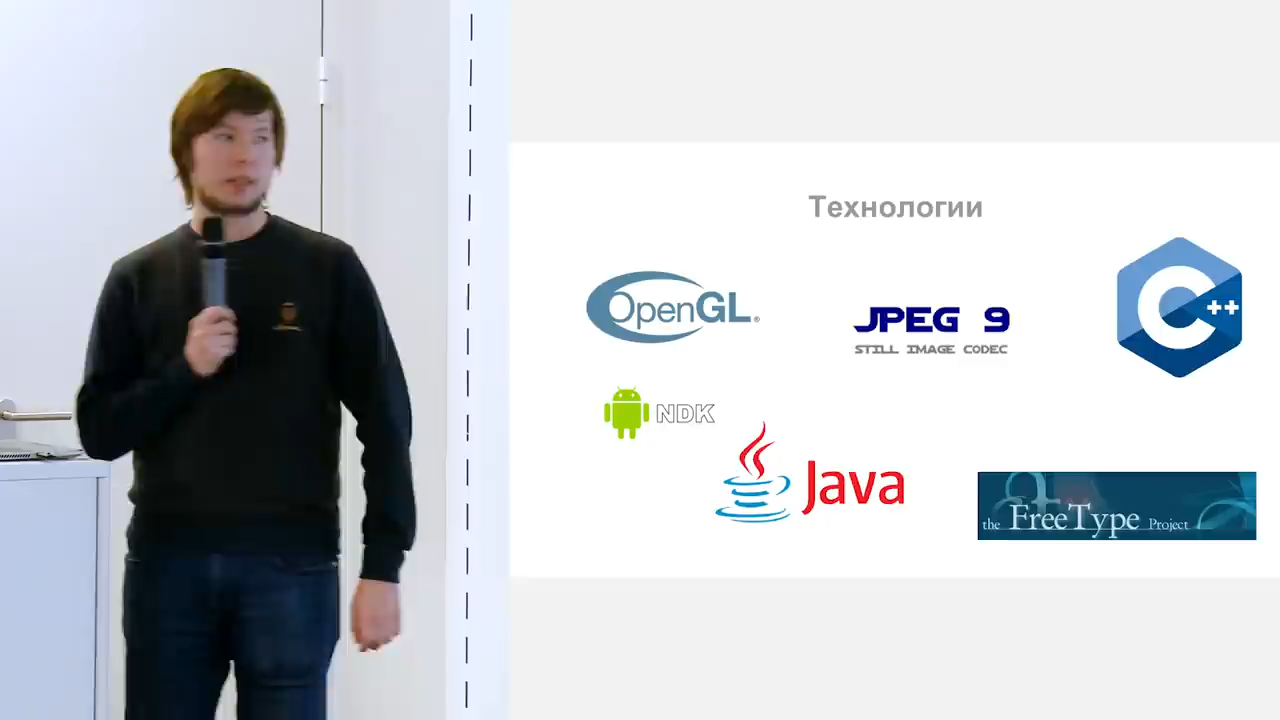 Технологии
OpenGL®
JPEG 9
STILL IMAGE CODEC
C++
NDK
Java
the FreeType Project